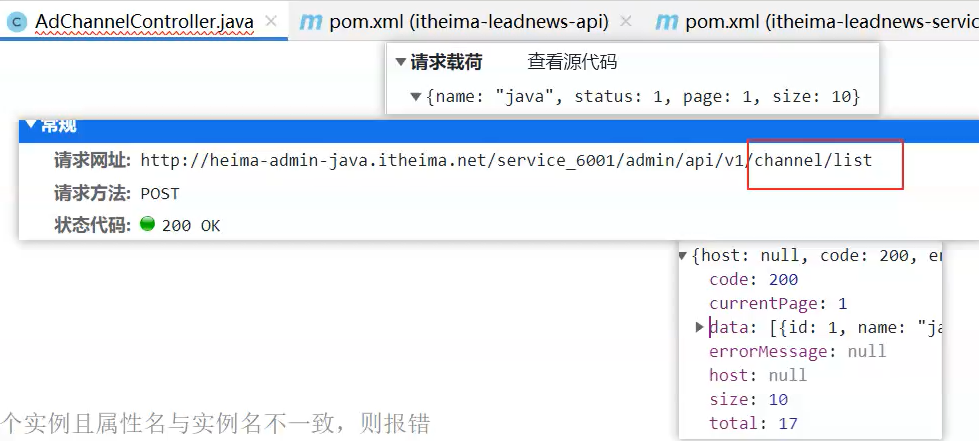 AdChannelController.java
pom.xml (itheima-leadnews-api)
pom.xml (itheima-leadnews-servic
请求载荷 查看源代码
{name: "java", status: 1, page: 1, size: 10}
常规
请求网址: http://heima-admin-java.itheima.net/service_6001/admin/api/v1/channel/list
请求方法: POST
状态代码: 200 OK
{host: null, code: 200, er
code: 200
currentPage: 1
data: [{id: 1, name: "ja
errorMessage: null
host: null
size: 10
total: 17
个实例且属性名与实例名不一致，则报错